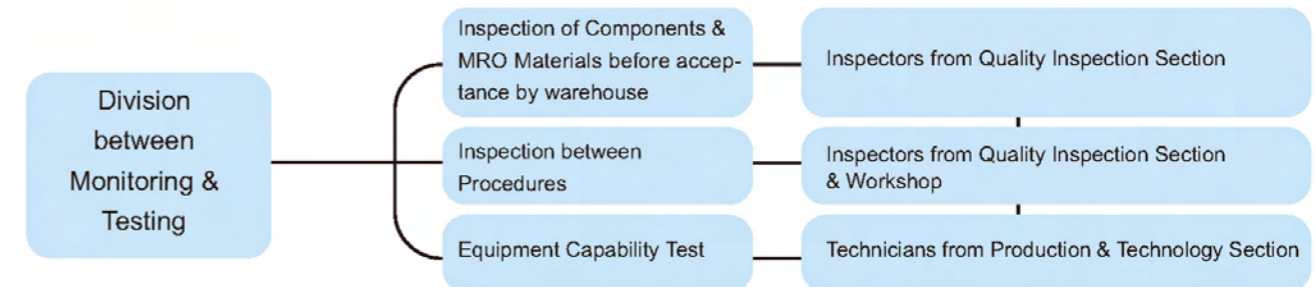 Division
between
Monitoring &
Testing
Inspection of Components &
MRO Materials before accep-
tance by warehouse
Inspectors from Quality Inspection Section
Inspection between
Procedures
Inspectors from Quality Inspection Section
& Workshop
Equipment Capability Test
Technicians from Production & Technology Section